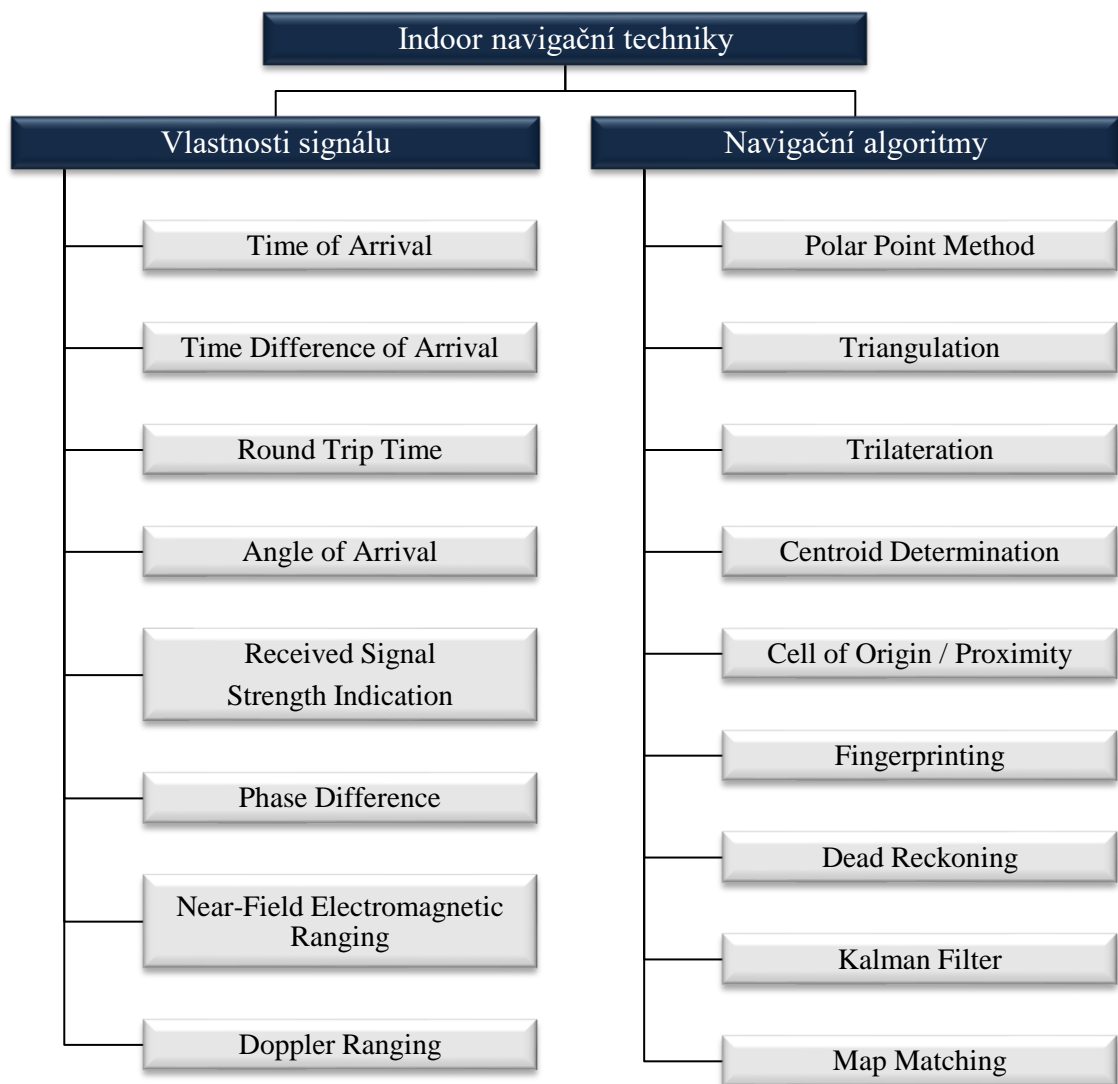 Indoor navigační techniky
Vlastnosti signálu
Time of Arrival
Time Difference of Arrival
Round Trip Time
Angle of Arrival
Received Signal
Strength Indication
Phase Difference
Near-Field Electromagnetic
Ranging
Doppler Ranging
Navigační algoritmy
Polar Point Method
Triangulation
Trilateration
Centroid Determination
Cell of Origin / Proximity
Fingerprinting
Dead Reckoning
Kalman Filter
Map Matching